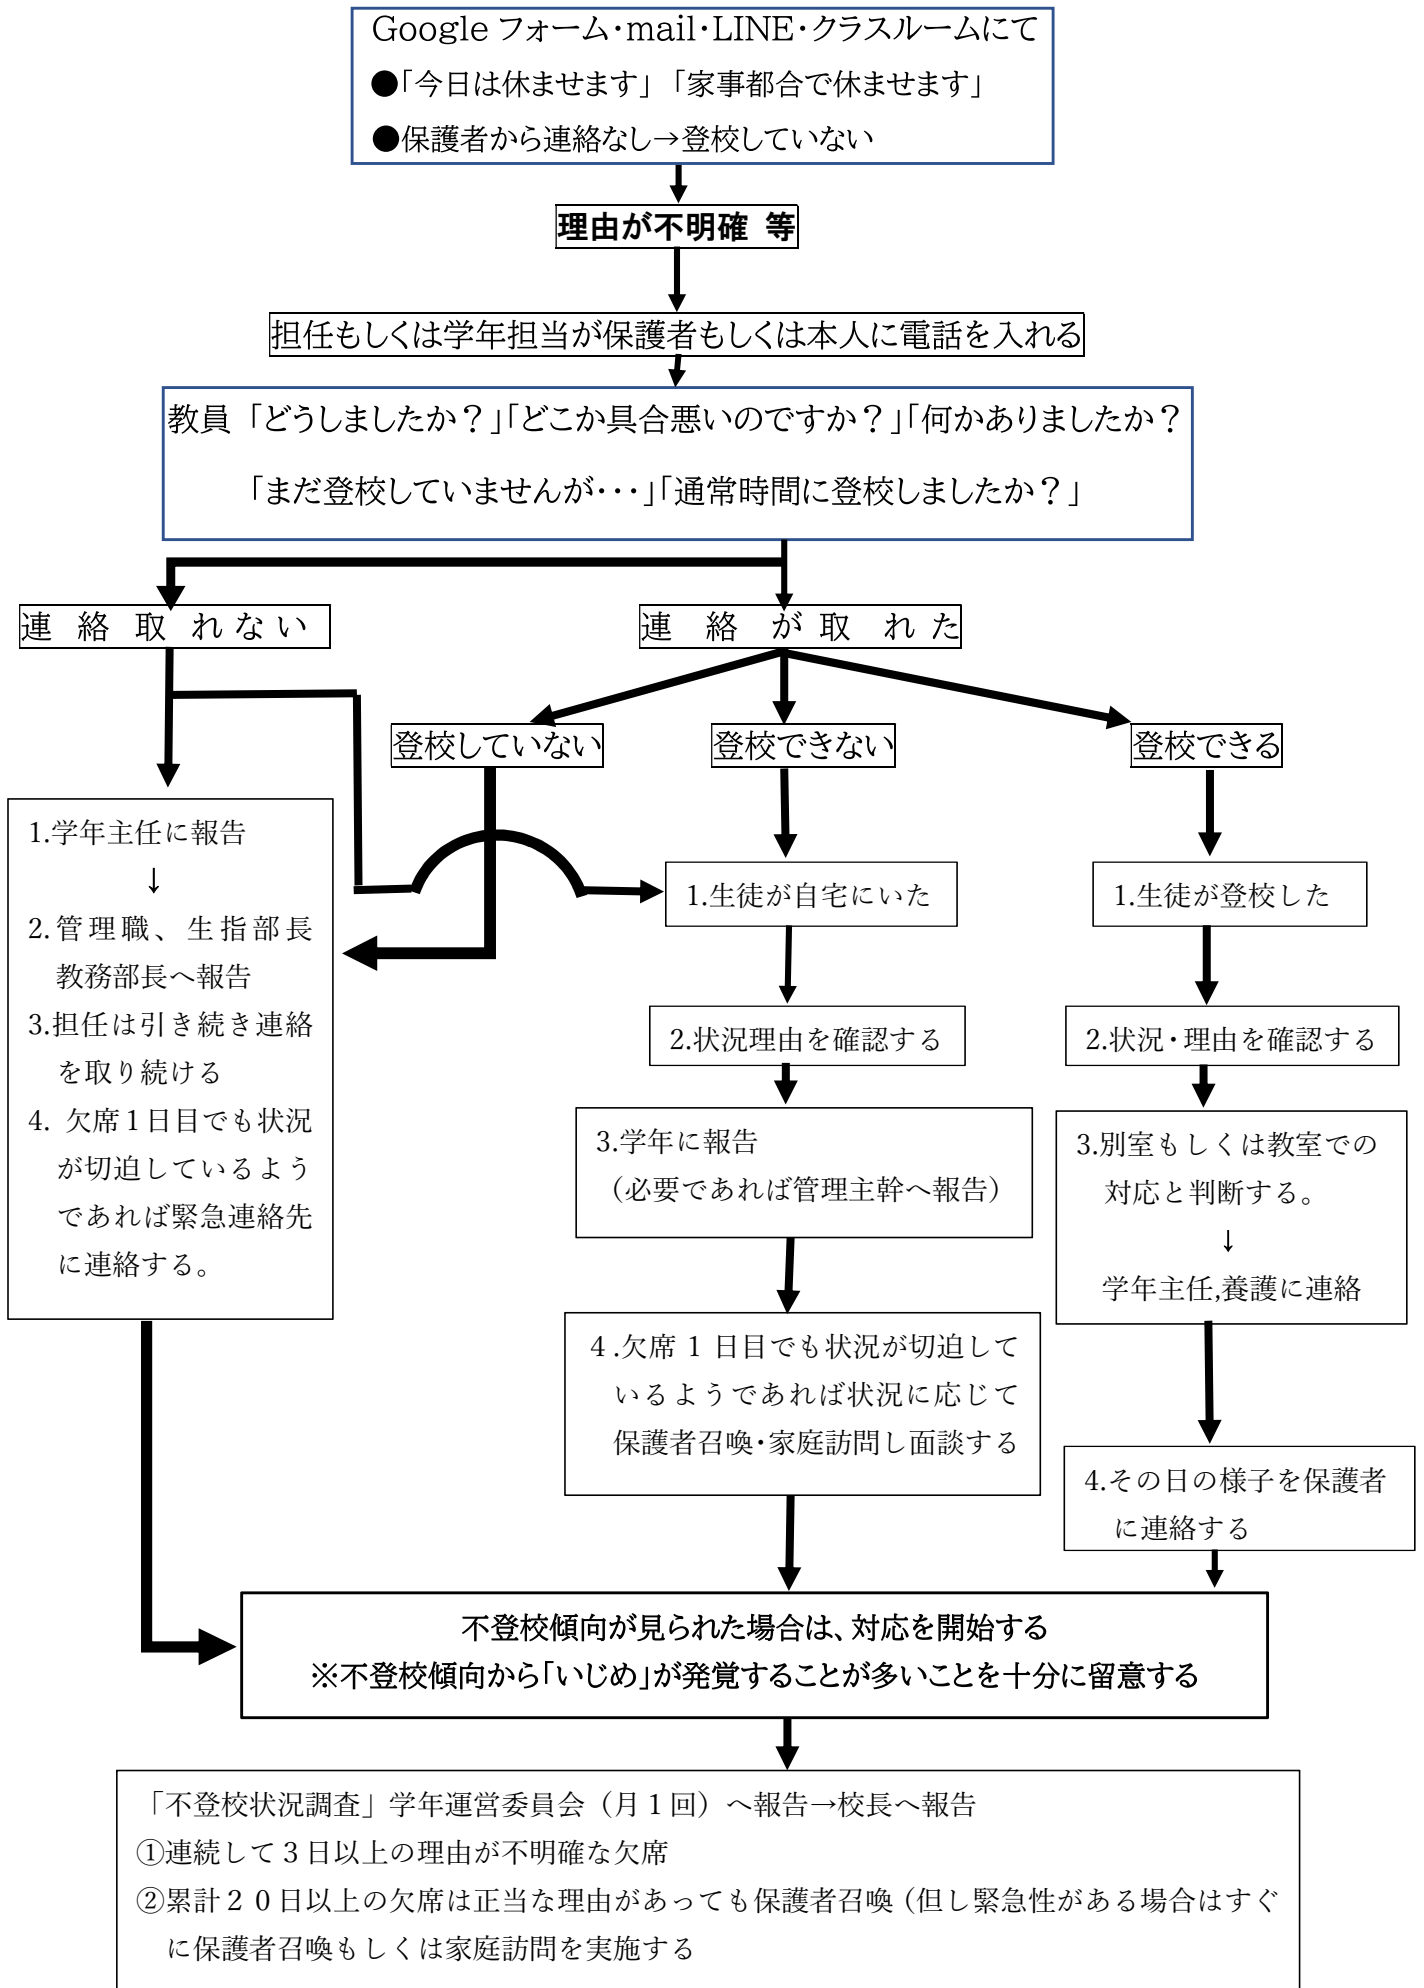 Google フォーム・mail・LINE・クラスルームにて
●「今日は休ませます」「家事都合で休ませます」
●保護者から連絡なし→登校していない
理由が不明確 等
担任もしくは学年担当が保護者もしくは本人に電話を入れる
教員「どうしましたか？」「どこか具合悪いのですか？」「何かありましたか？
「まだ登校していませんが・・・」「通常時間に登校しましたか？」
連 絡 取 れ な い
連 絡 が 取 れ た
登校していない
登校できない
登校できる
1.学年主任に報告
↓
2.管理職、生指部長
教務部長へ報告
3.担任は引き続き連絡
を取り続ける
4. 欠席１日目でも状況
が切迫しているよう
であれば緊急連絡先
に連絡する。
1.生徒が自宅にいた
2.状況理由を確認する
3.学年に報告
（必要であれば管理主幹へ報告）
４.欠席１日目でも状況が切迫して
いるようであれば状況に応じて
保護者召喚・家庭訪問し面談する
1.生徒が登校した
2.状況・理由を確認する
3.別室もしくは教室での
対応と判断する。
↓
学年主任,養護に連絡
4.その日の様子を保護者
に連絡する
不登校傾向が見られた場合は、対応を開始する
※不登校傾向から「いじめ」が発覚することが多いことを十分に留意する
「不登校状況調査」学年運営委員会（月１回）へ報告→校長へ報告
①連続して３日以上の理由が不明確な欠席
②累計２０日以上の欠席は正当な理由があっても保護者召喚（但し緊急性がある場合はすぐ
に保護者召喚もしくは家庭訪問を実施する